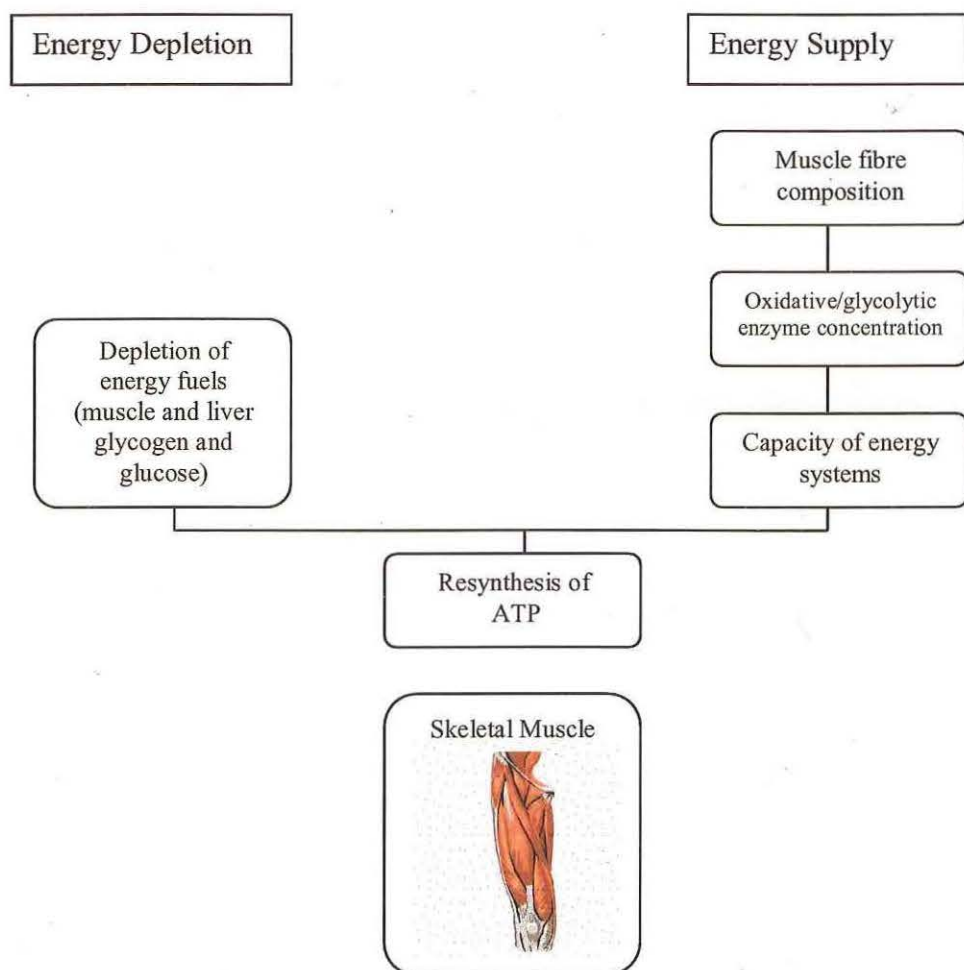 Energy Depletion
Energy Supply
Muscle fibre
composition
Oxidative/glycolytic
enzyme concentration
Depletion of
energy fuels
(muscle and liver
glycogen and
glucose)
Capacity of energy
systems
Resynthesis of
ATP
Skeletal Muscle